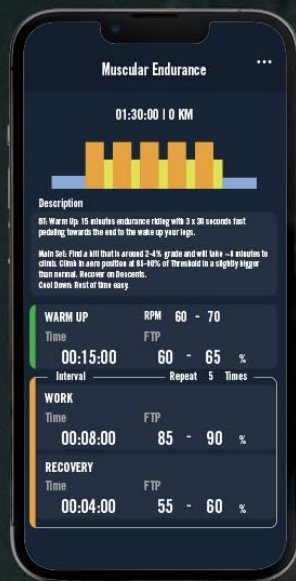 Muscular Endurance
01:30:00 | 0 KM
Description
BT: Warm Up: 15 minutes endurance riding with 3 x 30 seconds fast
pedaling towards the end to the wake up your legs.
Main Set: Find a hill that is around 2-4% grade and will take ~8 minutes to
climb. Climb in aero position at 85-90% of Threshold in a slightly bigger
than normal. Recover on Descents.
Cool Down: Rest of time easy.
WARM UP RPM 60 - 70
Time FTP
00:15:00 60 - 65 %
Interval Repeat 5 Times
WORK
Time FTP
00:08:00 85 - 90 %
RECOVERY
Time FTP
00:04:00 55 - 60 %